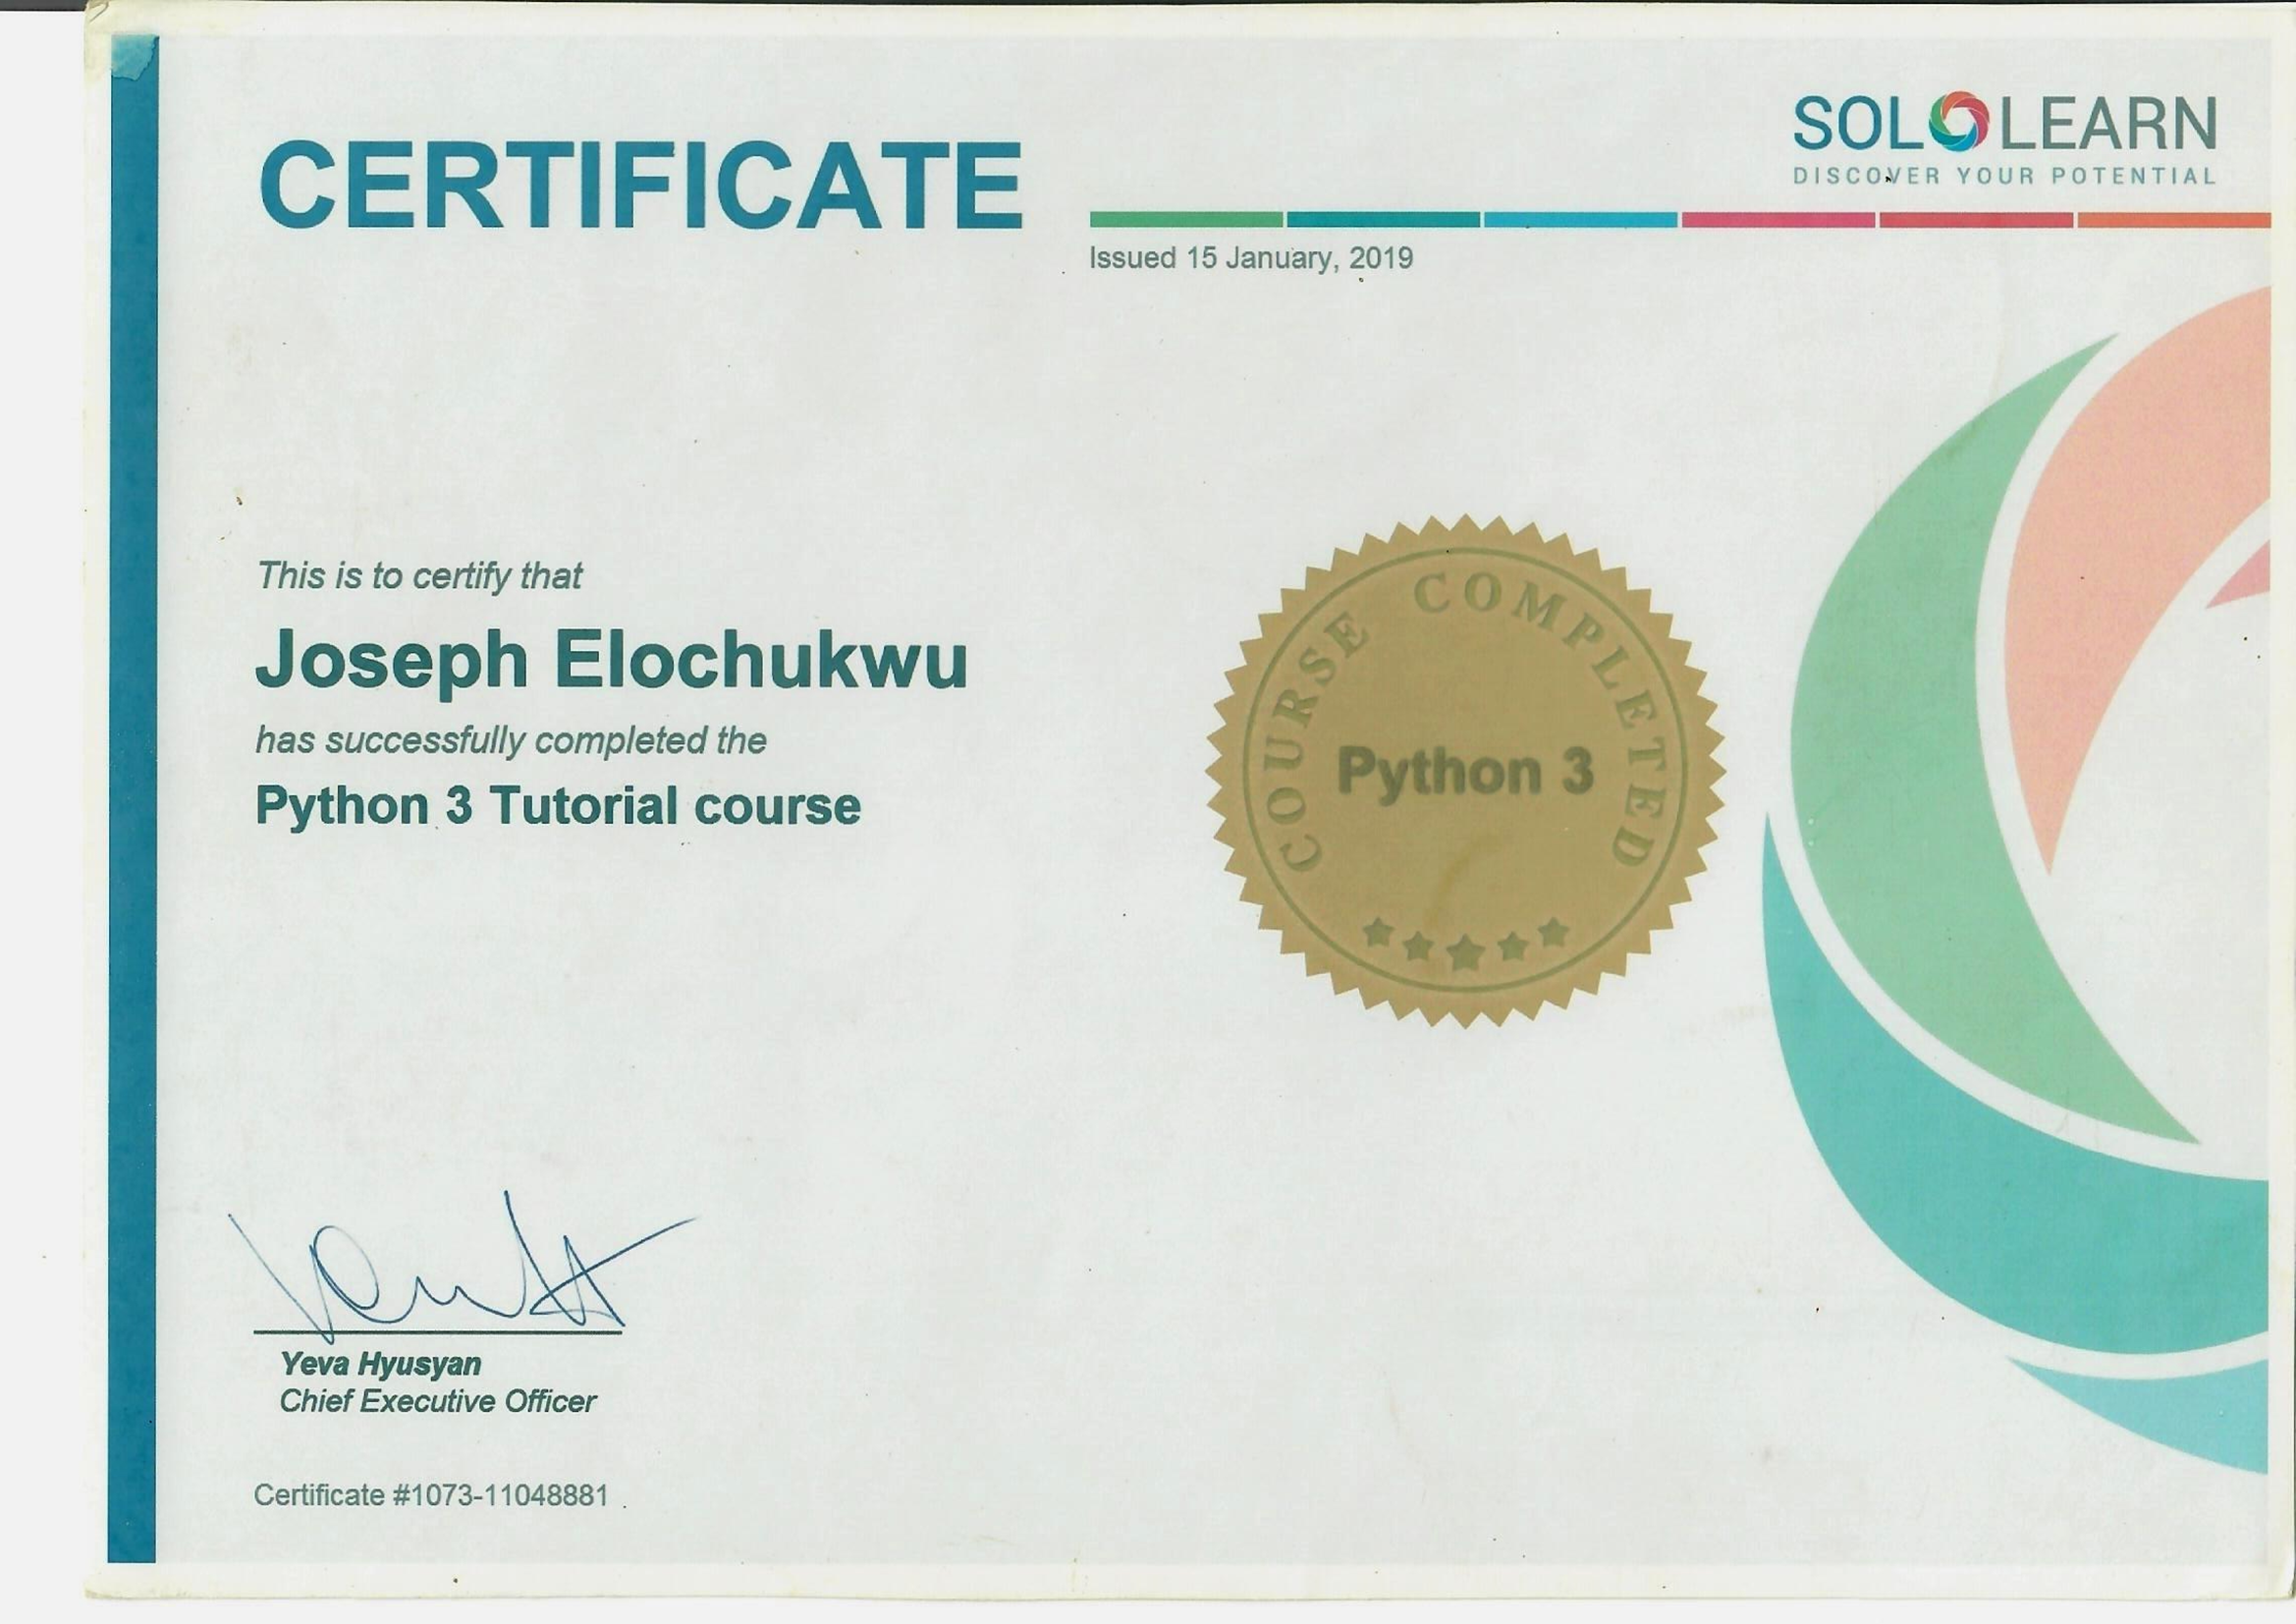 CERTIFICATE
SOLOLEARN
DISCOVER YOUR POTENTIAL
Issued 15 January, 2019
This is to certify that
Joseph Elochukwu
has successfully completed the
Python 3 Tutorial course
COURSE COMPLETED
Python 3
Yeva Hyusyan
Chief Executive Officer
Certificate #1073-11048881